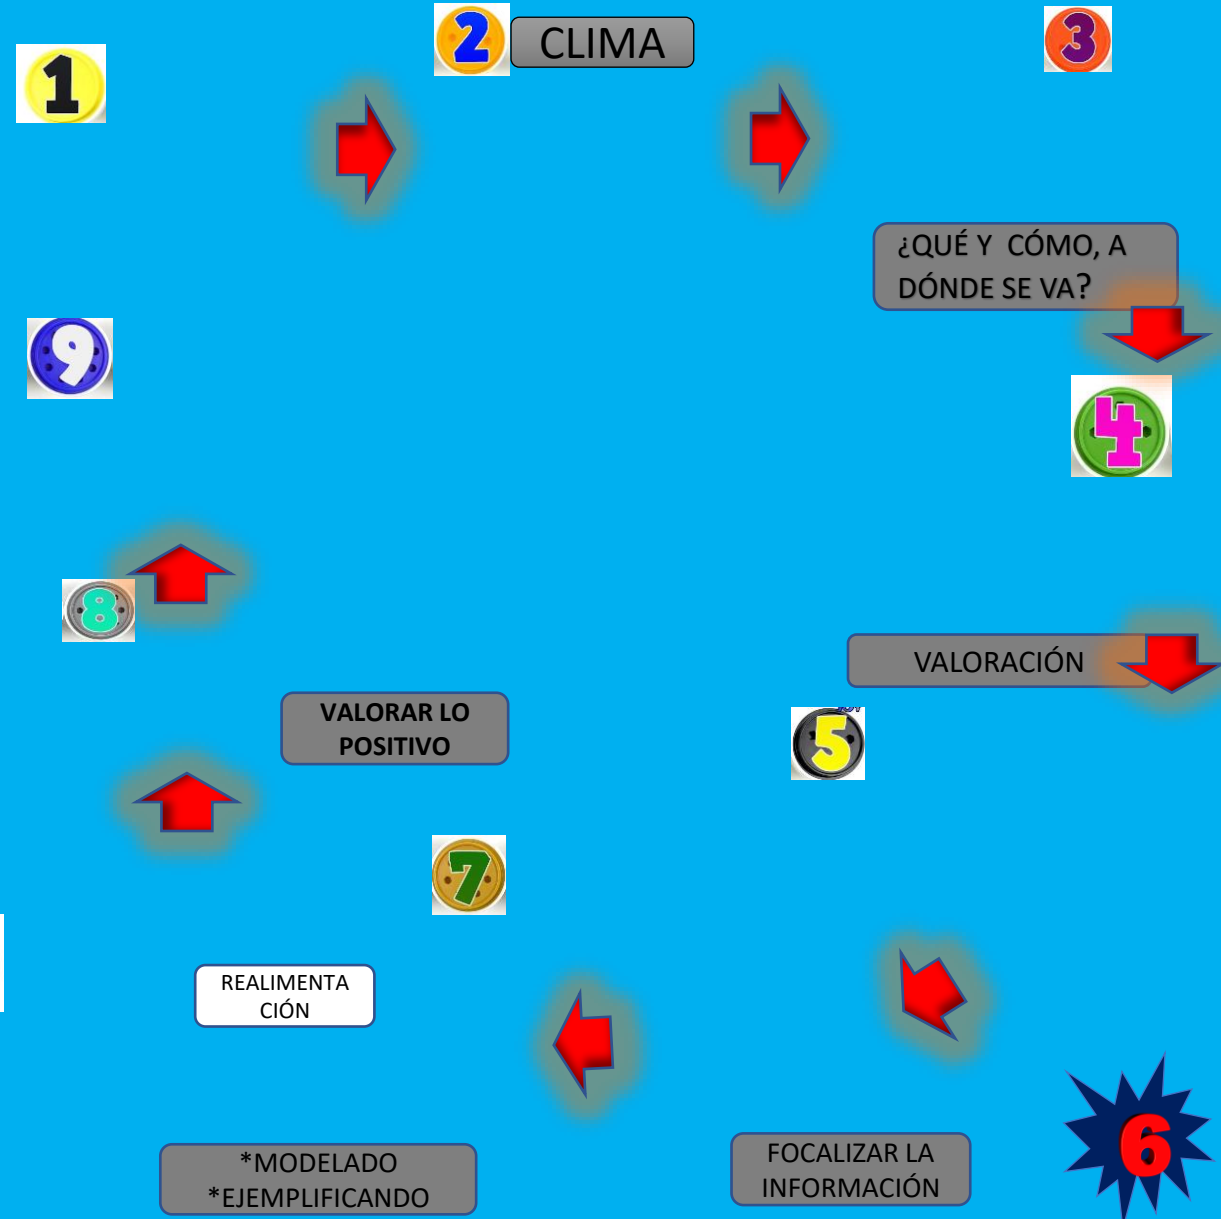 1
2
CLIMA
3
¿QUÉ Y CÓMO, A
DÓNDE SE VA?
9
4
8
VALORACIÓN
VALORAR LO
POSITIVO
5
7
REALIMENTA
CIÓN
6
*MODELADO
*EJEMPLIFICANDO
FOCALIZAR LA
INFORMACIÓN